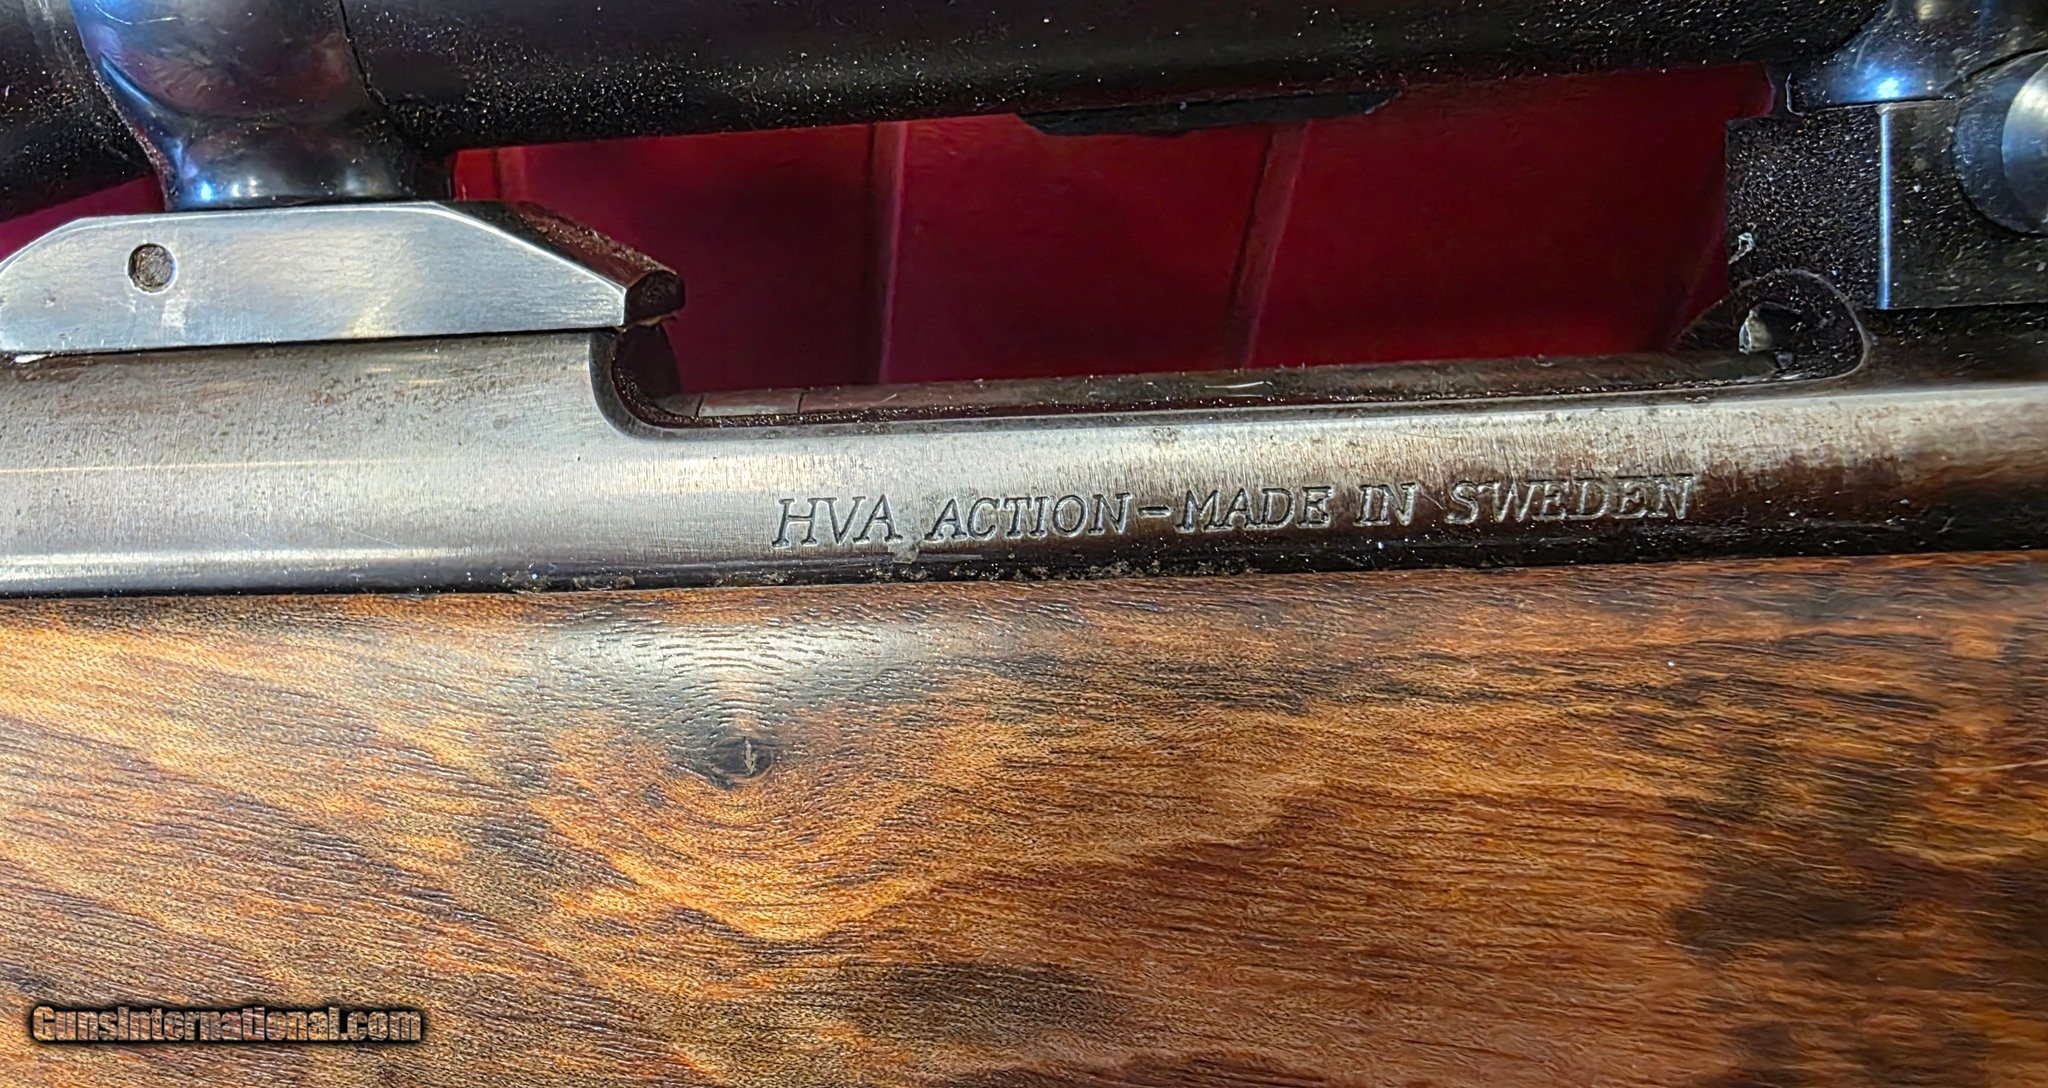 HVA ACTION-MADE IN SWEDEN
GunsInternational.com